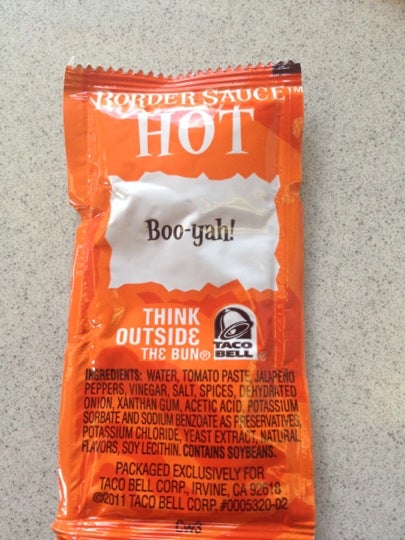 BORDER SAUCE™
HOT
Boo-yah!
THINK
OUTSIDE
THE BUN®
TACO
BELL®
INGREDIENTS: WATER, TOMATO PASTE, JALAPEÑO
PEPPERS, VINEGAR, SALT, SPICES, DEHYDRATED
ONION, XANTHAN GUM, ACETIC ACID, POTASSIUM
SORBATE AND SODIUM BENZOATE AS PRESERVATIVES,
POTASSIUM CHLORIDE, YEAST EXTRACT, NATURAL
FLAVORS, SOY LECITHIN. CONTAINS SOYBEANS.
PACKAGED EXCLUSIVELY FOR
TACO BELL CORP., IRVINE, CA 92618
©2011 TACO BELL CORP. #0005320-02